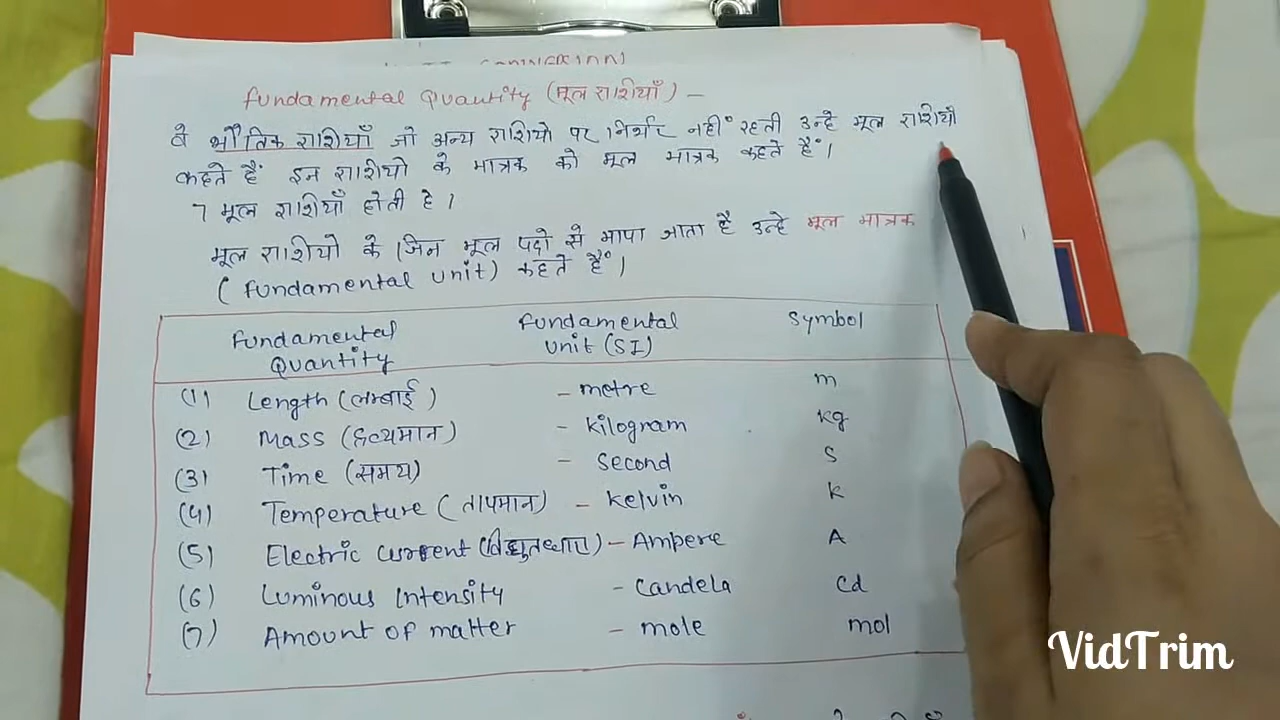 Fundamental Quantity (मूल राशीयाँ) –
वे भौतिक राशियाँ जो अन्य राशियो पर निर्भर नहीं रहती उन्हे मूल राशियाँ
कहते हैं इन राशीयो के मात्रक को मूल मात्रक कहते हैं।
7 मूल राशियाँ होती है।
मूल राशीयो के जिन मूल पदो से मापा जाता है उन्हे मूल मात्रक
(Fundamental Unit) कहते हैं।
Fundamental Quantity Fundamental Unit (SI) Symbol
(1) Length (लम्बाई) – metre m
(2) Mass (द्रव्यमान) – kilogram kg
(3) Time (समय) – Second S
(4) Temperature (तापमान) – Kelvin K
(5) Electric Current (विद्युतधारा) – Ampere A
(6) Luminous Intensity – Candela Cd
(7) Amount of matter – mole mol
VidTrim